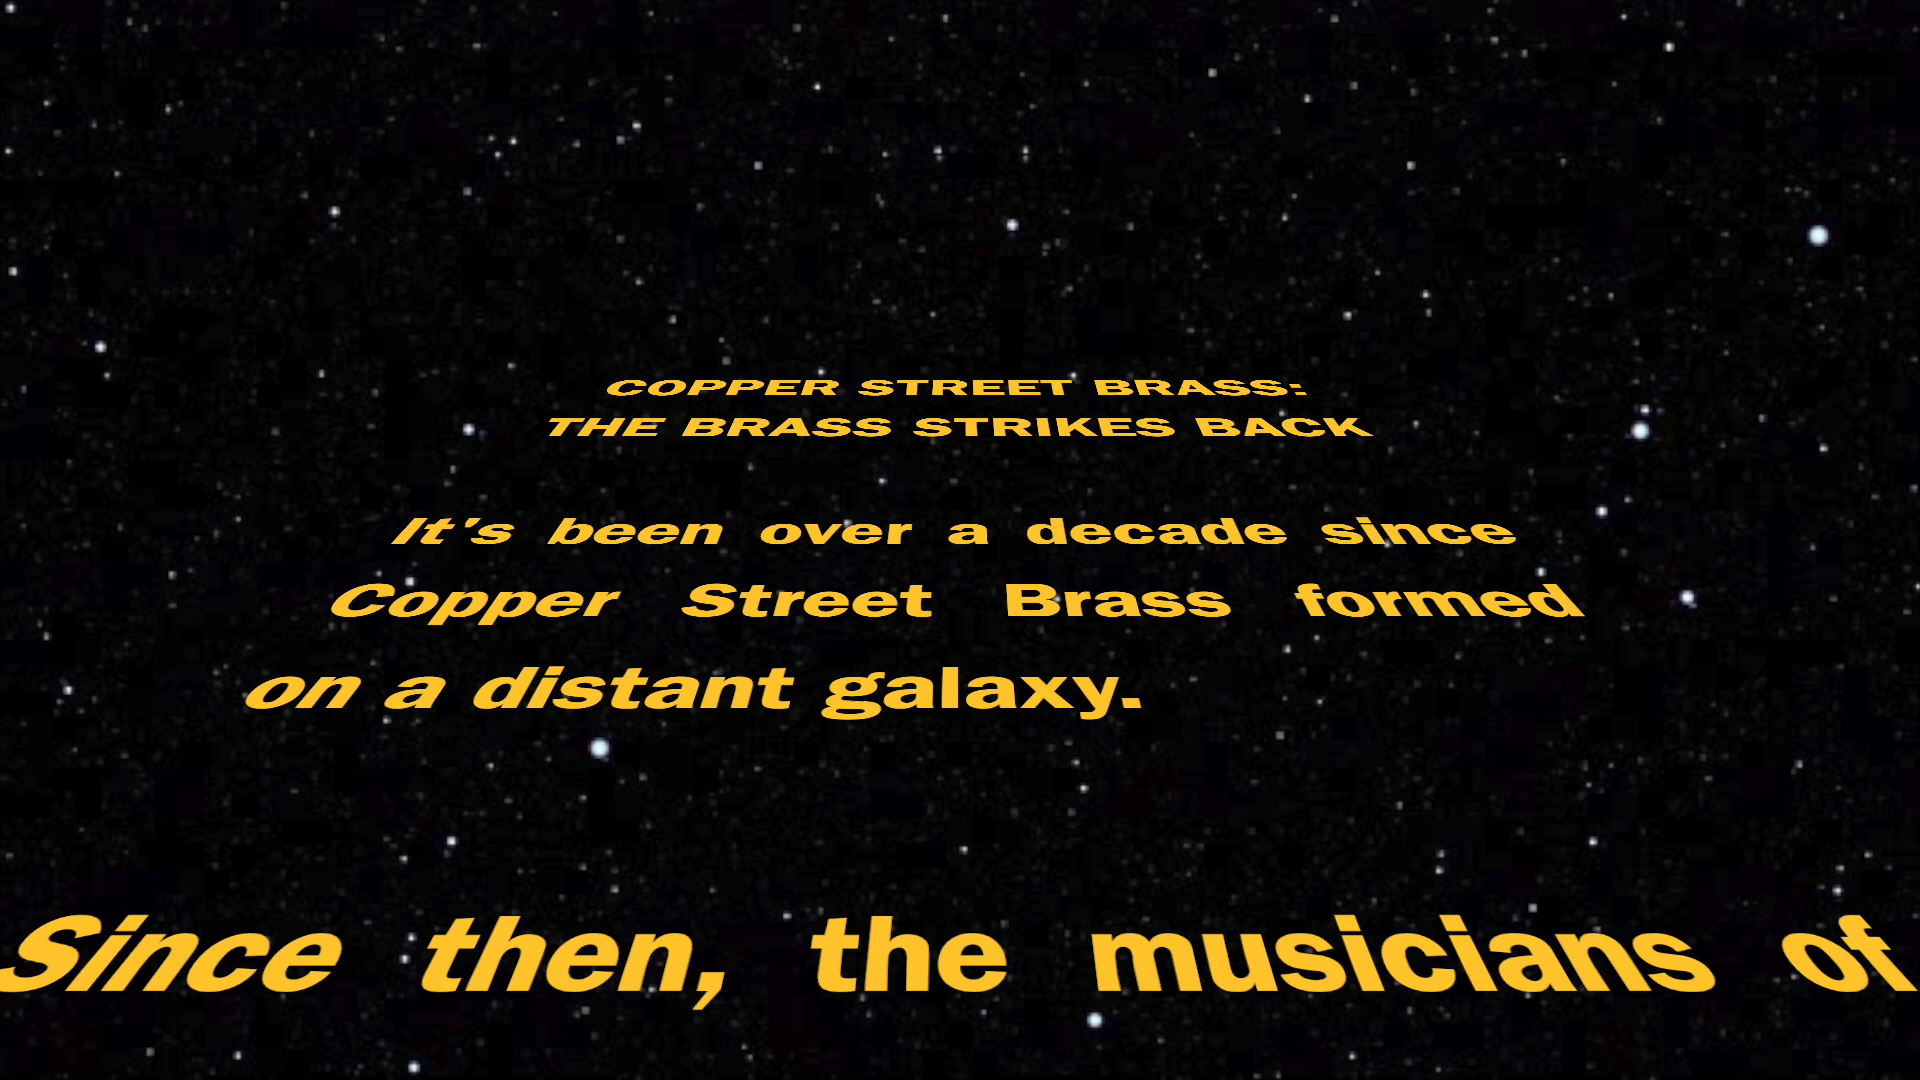 COPPER STREET BRASS:
THE BRASS STRIKES BACK
It's been over a decade since
Copper Street Brass formed
on a distant galaxy.
Since then, the musicians of